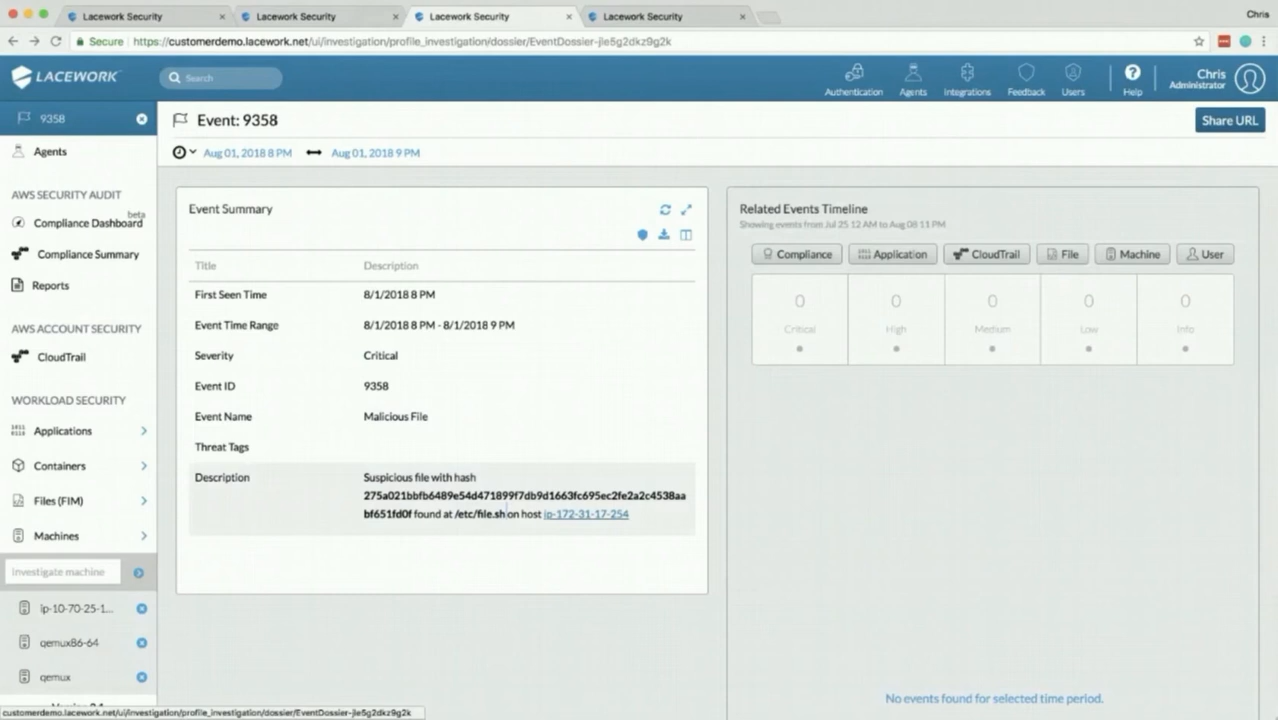 Lacework Security
Lacework Security
Lacework Security
Lacework Security
Chris
Secure
https://customerdemo.lacework.net/ui/investigation/profile_investigation/dossier/EventDossier-jle5g2dkz9g2k
LACEWORK
Search
Authentication
Agents
Integrations
Feedback
Users
Help
Chris
Administrator
9358
Event: 9358
Share URL
Aug 01, 2018 8 PM
Aug 01, 2018 9 PM
Agents
AWS SECURITY AUDIT
Compliance Dashboard beta
Compliance Summary
Reports
AWS ACCOUNT SECURITY
CloudTrail
WORKLOAD SECURITY
Applications
Containers
Files (FIM)
Machines
Investigate machine
ip-10-70-25-1...
qemux86-64
qemux
Event Summary
Title Description
First Seen Time 8/1/2018 8 PM
Event Time Range 8/1/2018 8 PM - 8/1/2018 9 PM
Severity Critical
Event ID 9358
Event Name Malicious File
Threat Tags
Description Suspicious file with hash
275a021bbfb6489e54d471899f7db9d1663fc695ec2fe2a2c4538aa
bf651fd0f found at /etc/file.sh on host ip-172-31-17-254
Related Events Timeline
Showing events from Jul 25 12 AM to Aug 08 11 PM
Compliance Application CloudTrail File Machine User
0 0 0 0 0
Critical High Medium Low Info
No events found for selected time period.
customerdemo.lacework.net/ui/investigation/profile_investigation/dossier/EventDossier-jle5g2dkz9g2k